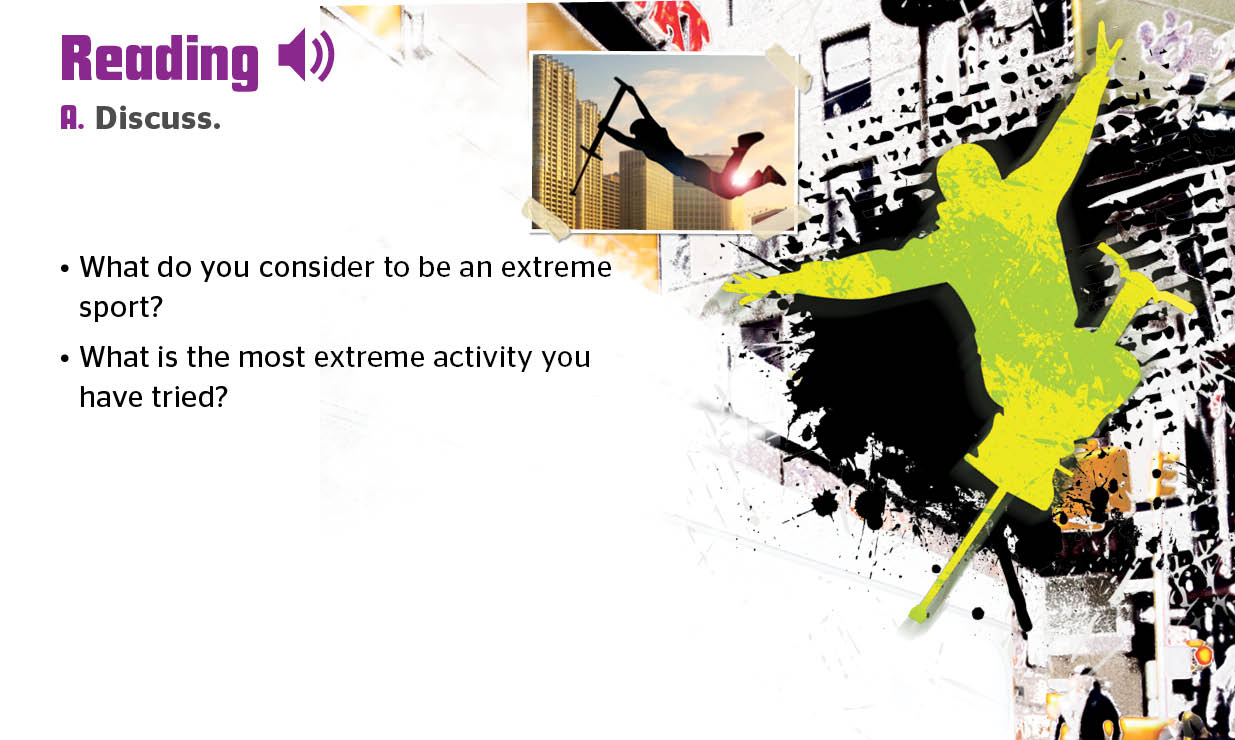 Reading
A. Discuss.
• What do you consider to be an extreme
sport?
• What is the most extreme activity you
have tried?